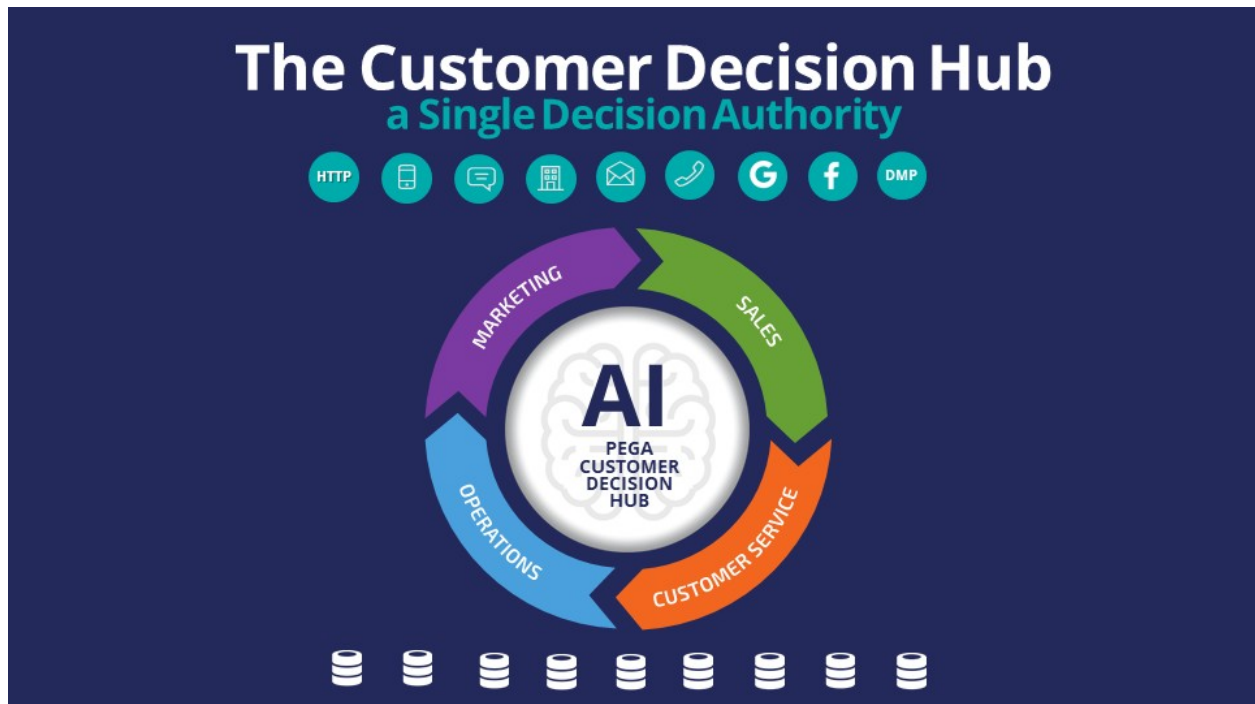 The Customer Decision Hub
a Single Decision Authority
HTTP
G
f
DMP
MARKETING
SALES
AI
PEGA
CUSTOMER
DECISION
HUB
OPERATIONS
CUSTOMER SERVICE